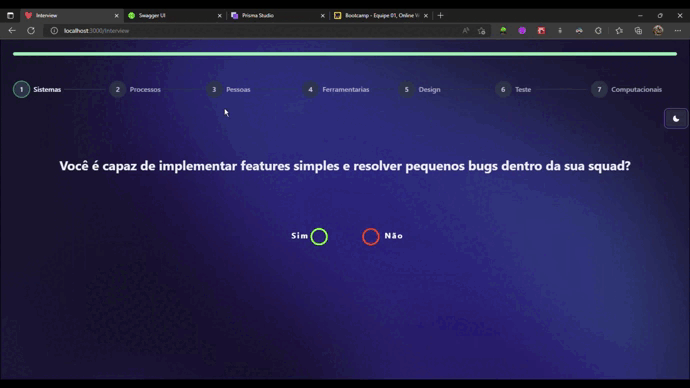 Interview
Swagger UI
Prisma Studio
Bootcamp - Equipe 01, Online
localhost:3000/Interview
1 Sistemas
2 Processos
3 Pessoas
4 Ferramentarias
5 Design
6 Teste
7 Computacionais
Você é capaz de implementar features simples e resolver pequenos bugs dentro da sua squad?
Sim
Não